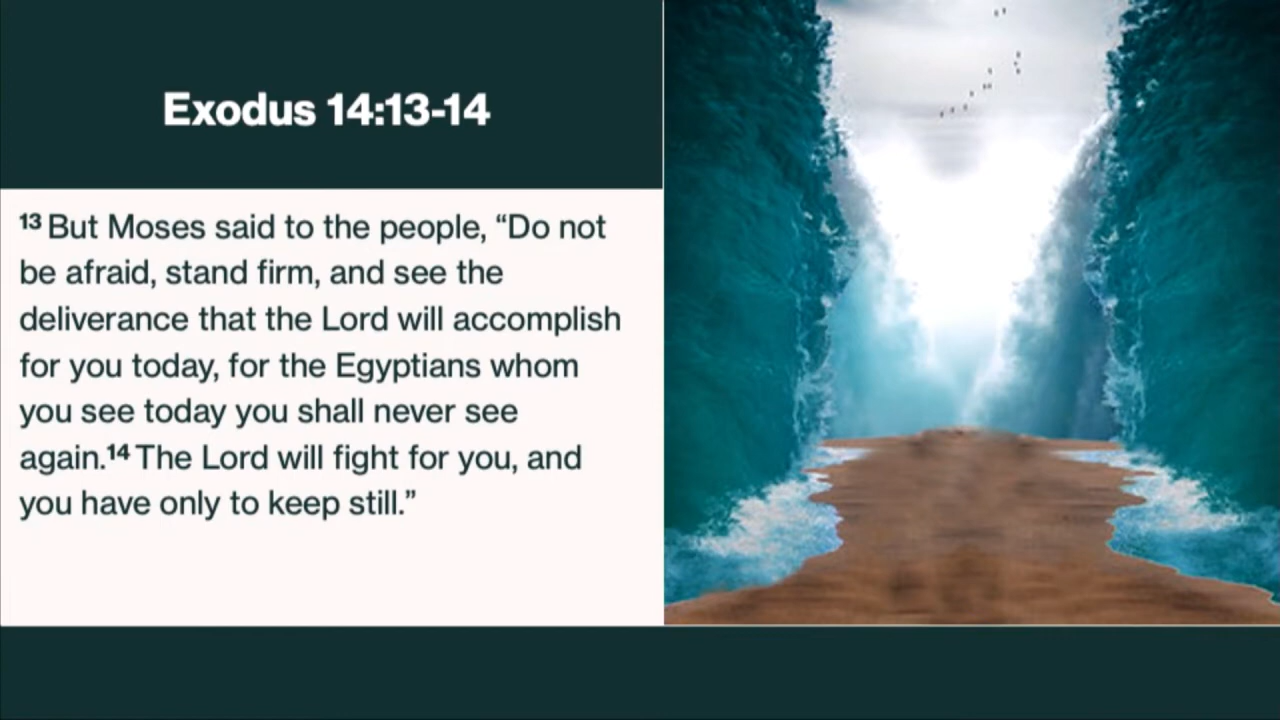 Exodus 14:13-14
¹³ But Moses said to the people, “Do not
be afraid, stand firm, and see the
deliverance that the Lord will accomplish
for you today, for the Egyptians whom
you see today you shall never see
again.¹⁴ The Lord will fight for you, and
you have only to keep still.”